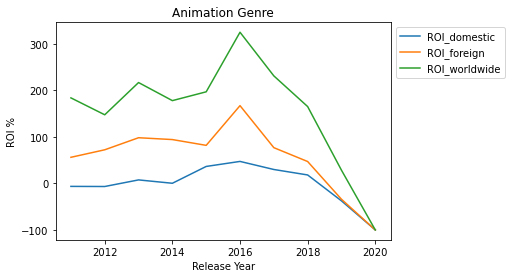 Animation Genre
ROI_domestic
ROI_foreign
ROI_worldwide
ROI %
300
200
100
0
−100
2012
2014
2016
2018
2020
Release Year